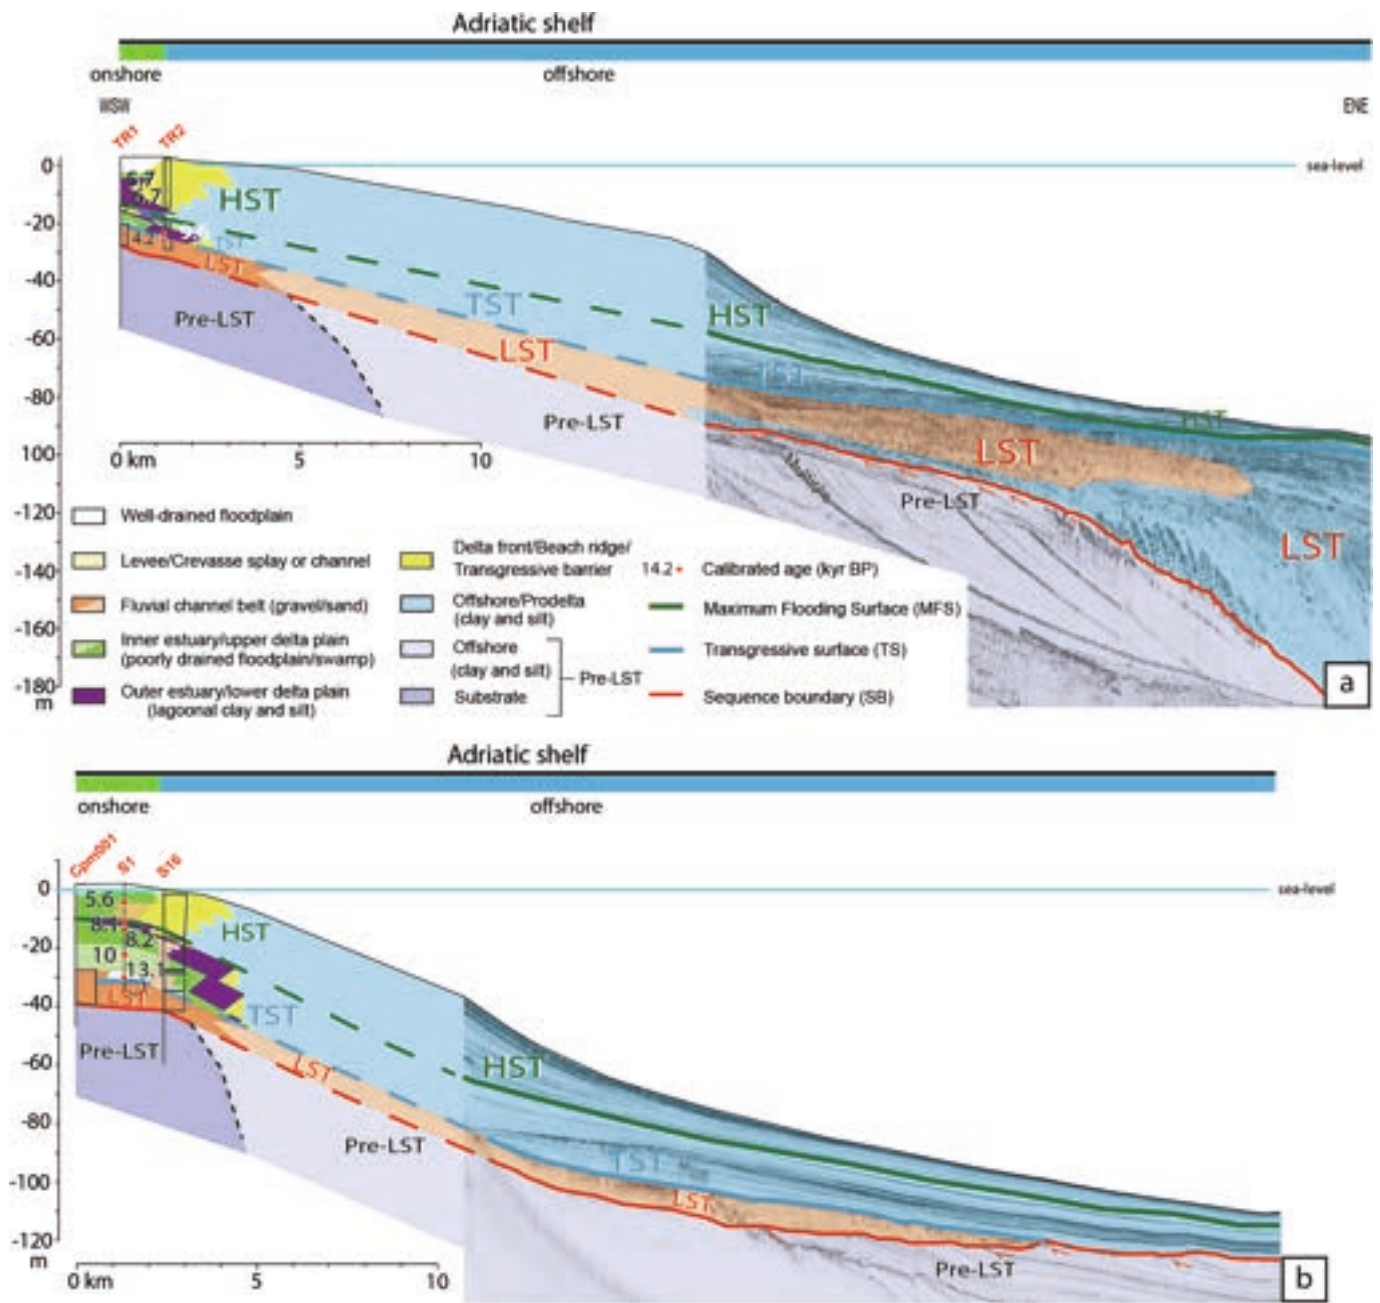 Adriatic shelf
onshore
offshore
WSW
ENE
TR1
TR2
sea-level
0
-20
-40
-60
-80
100
-120
-140
-160
-180
m
6.7
HST
TST
LST
Pre-LST
TST
LST
Pre-LST
HST
TST
HST
LST
Pre-LST
Multiple
LST
0 km
5
10
Well-drained floodplain
Levee/Crevasse splay or channel
Fluvial channel belt (gravel/sand)
Inner estuary/upper delta plain
(poorly drained floodplain/swamp)
Outer estuary/lower delta plain
(lagoonal clay and silt)
Delta front/Beach ridge/
Transgressive barrier
Offshore/Prodelta
(clay and silt)
Offshore
(clay and silt)
Substrate
Pre-LST
14.2
Calibrated age (kyr BP)
Maximum Flooding Surface (MFS)
Transgressive surface (TS)
Sequence boundary (SB)
a
Adriatic shelf
onshore
offshore
Cpm001
S1
S16
sea-level
0
-20
-40
-60
-80
-100
-120
m
5.6
8.2
10
13.1
LST
Pre-LST
HST
TST
LST
Pre-LST
HST
TST
LST
Pre-LST
0 km
5
10
b